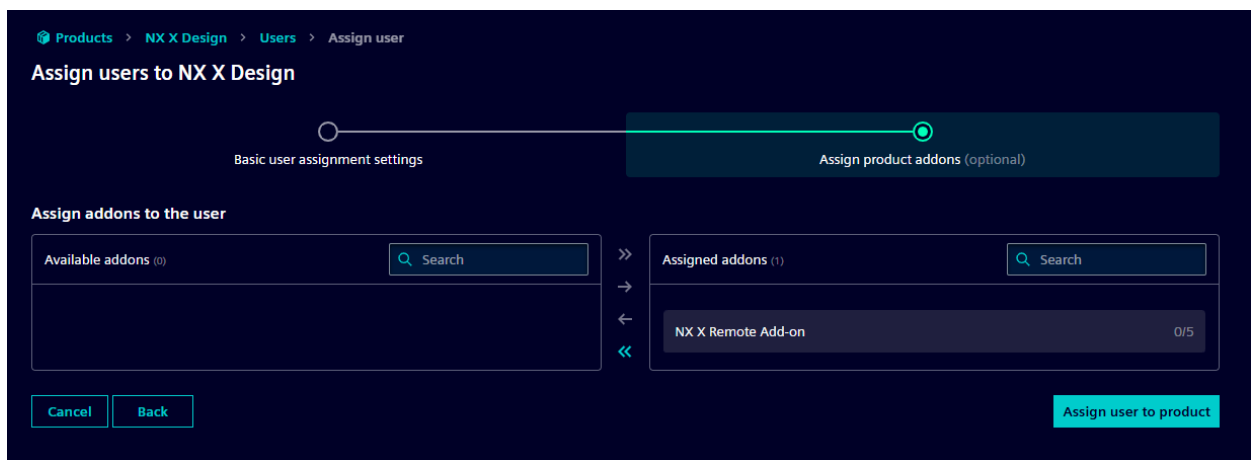 Products > NX X Design > Users > Assign user
Assign users to NX X Design
Basic user assignment settings
Assign product addons (optional)
Assign addons to the user
Available addons (0)
Search
Assigned addons (1)
Search
NX X Remote Add-on
0/5
Cancel
Back
Assign user to product